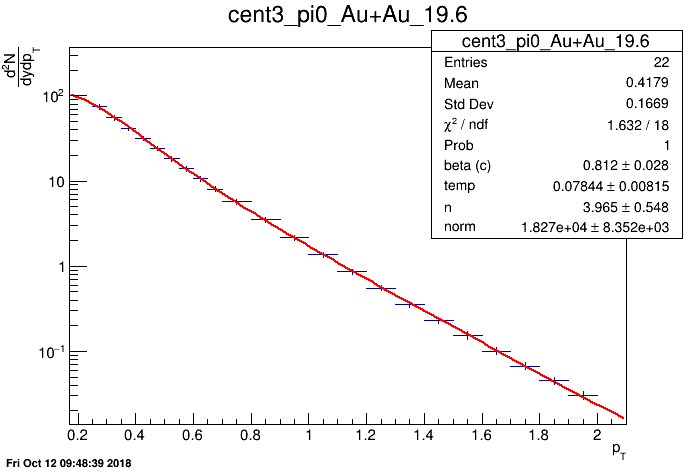 cent3_pi0_Au+Au_19.6
d²N
dydp_T
cent3_pi0_Au+Au_19.6
Entries 22
Mean 0.4179
Std Dev 0.1669
χ² / ndf 1.632 / 18
Prob 1
beta (c) 0.812 ± 0.028
temp 0.07844 ± 0.00815
n 3.965 ± 0.548
norm 1.827e+04 ± 8.352e+03
10²
10
1
10⁻¹
0.2 0.4 0.6 0.8 1 1.2 1.4 1.6 1.8 2
p_T
Fri Oct 12 09:48:39 2018